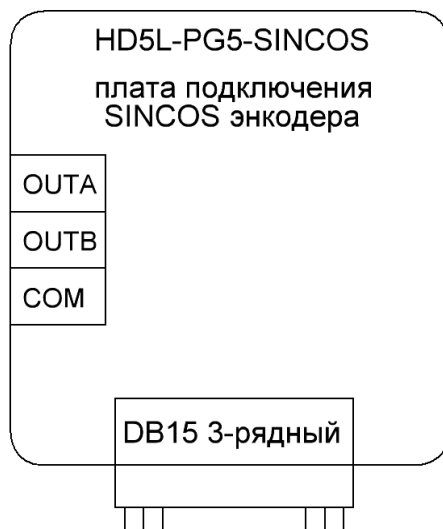 HD5L-PG5-SINCOS
плата подключения
SINCOS энкодера
OUTA
OUTB
COM
DB15 3-рядный